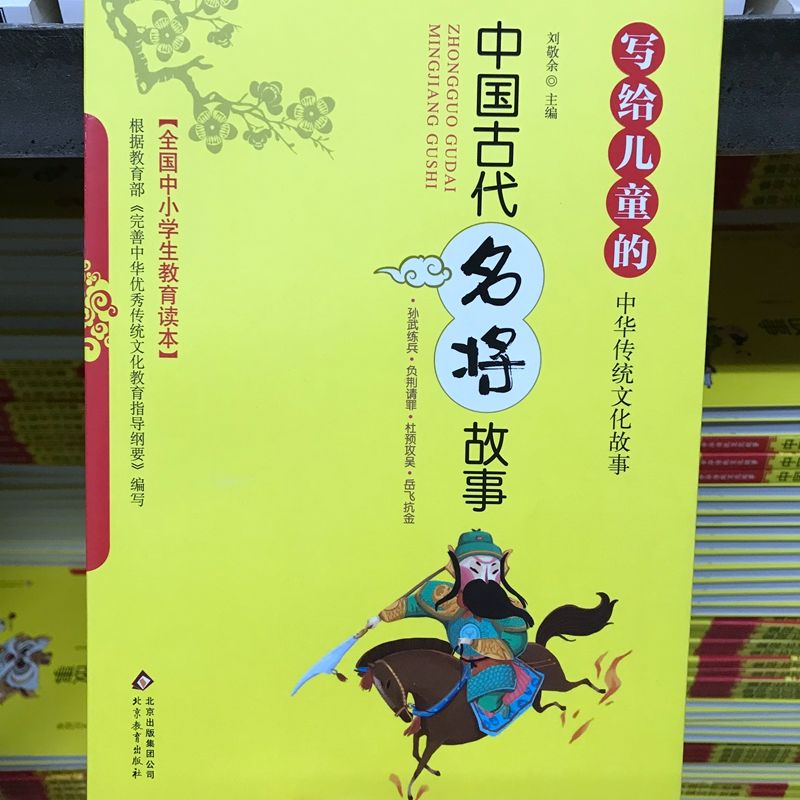 写给儿童的
中华传统文化故事
刘敬余◎主编
中国古代名将故事
ZHONGGUO GUDAI
MINGJIANG GUSHI
·孙武练兵·负荆请罪·杜预攻吴·岳飞抗金
【全国中小学生教育读本】
根据教育部《完善中华优秀传统文化教育指导纲要》编写
北京出版集团公司
北京教育出版社